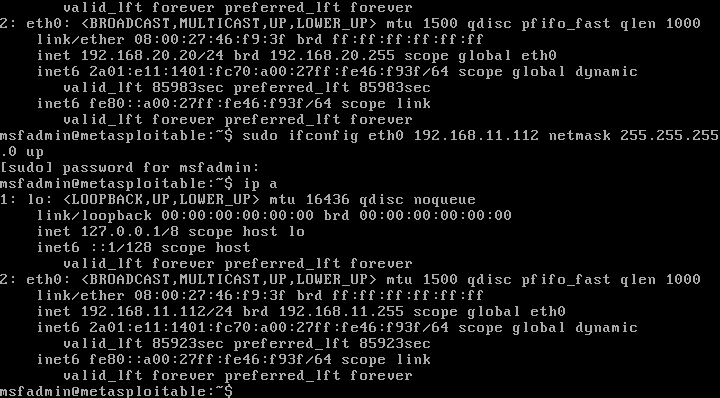 valid_lft forever preferred_lft forever
2: eth0: <BROADCAST,MULTICAST,UP,LOWER_UP> mtu 1500 qdisc pfifo_fast qlen 1000
link/ether 08:00:27:46:f9:3f brd ff:ff:ff:ff:ff:ff
inet 192.168.20.20/24 brd 192.168.20.255 scope global eth0
inet6 2a01:e11:1401:fc70:a00:27ff:fe46:f93f/64 scope global dynamic
valid_lft 85983sec preferred_lft 85983sec
inet6 fe80::a00:27ff:fe46:f93f/64 scope link
valid_lft forever preferred_lft forever
msfadmin@metasploitable:~$ sudo ifconfig eth0 192.168.11.112 netmask 255.255.255
.0 up
[sudo] password for msfadmin:
msfadmin@metasploitable:~$ ip a
1: lo: <LOOPBACK,UP,LOWER_UP> mtu 16436 qdisc noqueue
link/loopback 00:00:00:00:00:00 brd 00:00:00:00:00:00
inet 127.0.0.1/8 scope host lo
inet6 ::1/128 scope host
valid_lft forever preferred_lft forever
2: eth0: <BROADCAST,MULTICAST,UP,LOWER_UP> mtu 1500 qdisc pfifo_fast qlen 1000
link/ether 08:00:27:46:f9:3f brd ff:ff:ff:ff:ff:ff
inet 192.168.11.112/24 brd 192.168.11.255 scope global eth0
inet6 2a01:e11:1401:fc70:a00:27ff:fe46:f93f/64 scope global dynamic
valid_lft 85923sec preferred_lft 85923sec
inet6 fe80::a00:27ff:fe46:f93f/64 scope link
valid_lft forever preferred_lft forever
msfadmin@metasploitable:~$